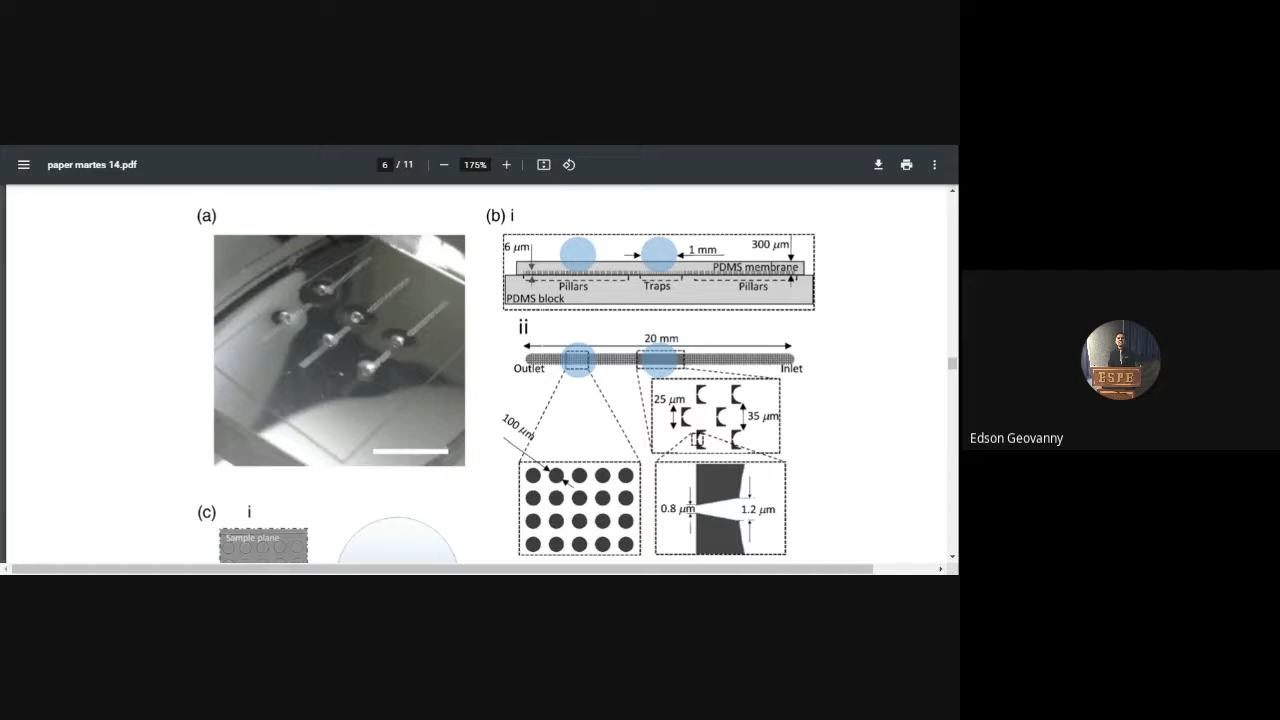 paper martes 14.pdf
6 / 11
175%
(a)
(b) i
6 μm
1 mm
300 μm
PDMS membrane
Pillars
Traps
Pillars
PDMS block
ii
20 mm
Outlet
Inlet
25 μm
35 μm
100 μm
0.8 μm
1.2 μm
(c) i
Sample plane
ESPE
Edson Geovanny